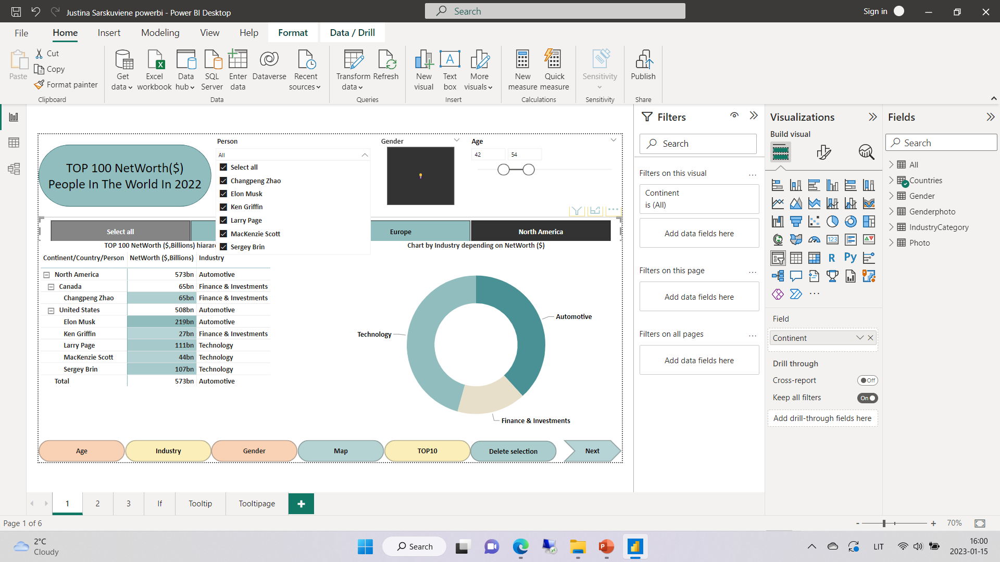 Justina Sarskuviene powerbi - Power BI Desktop
Search
Sign in
File
Home
Insert
Modeling
View
Help
Format
Data / Drill
Paste
Cut
Copy
Format painter
Clipboard
Get data
Excel workbook
Data hub
SQL Server
Enter data
Dataverse
Recent sources
Data
Transform data
Refresh
Queries
New visual
Text box
More visuals
Insert
New measure
Quick measure
Calculations
Sensitivity
Sensitivity
Publish
Share
TOP 100 NetWorth($)
People In The World In 2022
Person
All
Select all
Changpeng Zhao
Elon Musk
Ken Griffin
Larry Page
MacKenzie Scott
Sergey Brin
Gender
Age
42
54
Select all
Europe
North America
TOP 100 NetWorth ($,Billions) hiarar
Chart by Industry depending on NetWorth ($)
Continent/Country/Person NetWorth ($,Billions) Industry
North America 573bn Automotive
Canada 65bn Finance & Investments
Changpeng Zhao 65bn Finance & Investments
United States 508bn Automotive
Elon Musk 219bn Automotive
Ken Griffin 27bn Finance & Investments
Larry Page 111bn Technology
MacKenzie Scott 44bn Technology
Sergey Brin 107bn Technology
Total 573bn Automotive
Automotive
Technology
Finance & Investments
Age
Industry
Gender
Map
TOP10
Delete selection
Next
Filters
Search
Filters on this visual
Continent
is (All)
Add data fields here
Filters on this page
Add data fields here
Filters on all pages
Add data fields here
Visualizations
Build visual
123
R
Py
Field
Continent
Drill through
Cross-report
Off
Keep all filters
On
Add drill-through fields here
Fields
Search
All
Countries
Gender
Genderphoto
IndustryCategory
Photo
1
2
3
If
Tooltip
Tooltipage
Page 1 of 6
70%
2°C
Cloudy
Search
LIT
16:00
2023-01-15